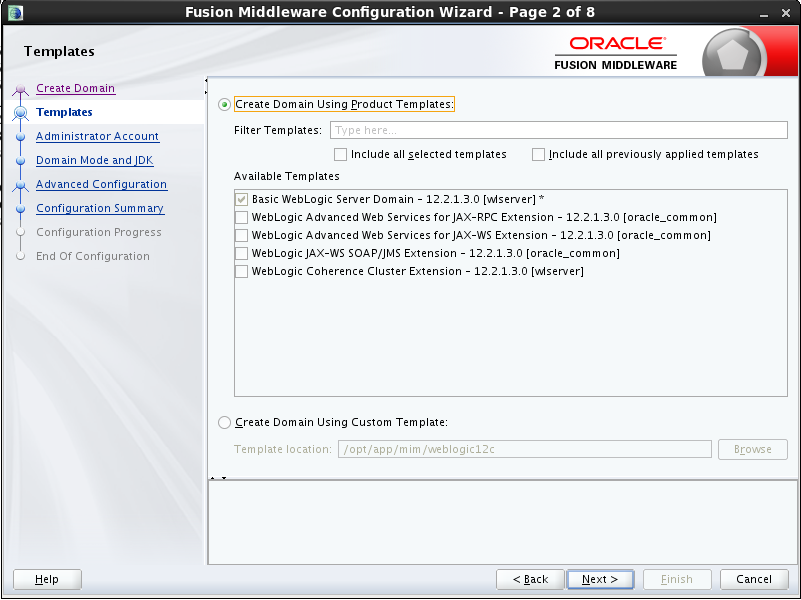 Fusion Middleware Configuration Wizard - Page 2 of 8
Templates
ORACLE
FUSION MIDDLEWARE
Create Domain
Templates
Administrator Account
Domain Mode and JDK
Advanced Configuration
Configuration Summary
Configuration Progress
End Of Configuration
Create Domain Using Product Templates:
Filter Templates: Type here...
Include all selected templates Include all previously applied templates
Available Templates
Basic WebLogic Server Domain - 12.2.1.3.0 [wlserver] *
WebLogic Advanced Web Services for JAX-RPC Extension - 12.2.1.3.0 [oracle_common]
WebLogic Advanced Web Services for JAX-WS Extension - 12.2.1.3.0 [oracle_common]
WebLogic JAX-WS SOAP/JMS Extension - 12.2.1.3.0 [oracle_common]
WebLogic Coherence Cluster Extension - 12.2.1.3.0 [wlserver]
Create Domain Using Custom Template:
Template location: /opt/app/mim/weblogic12c Browse
Help < Back Next > Finish Cancel